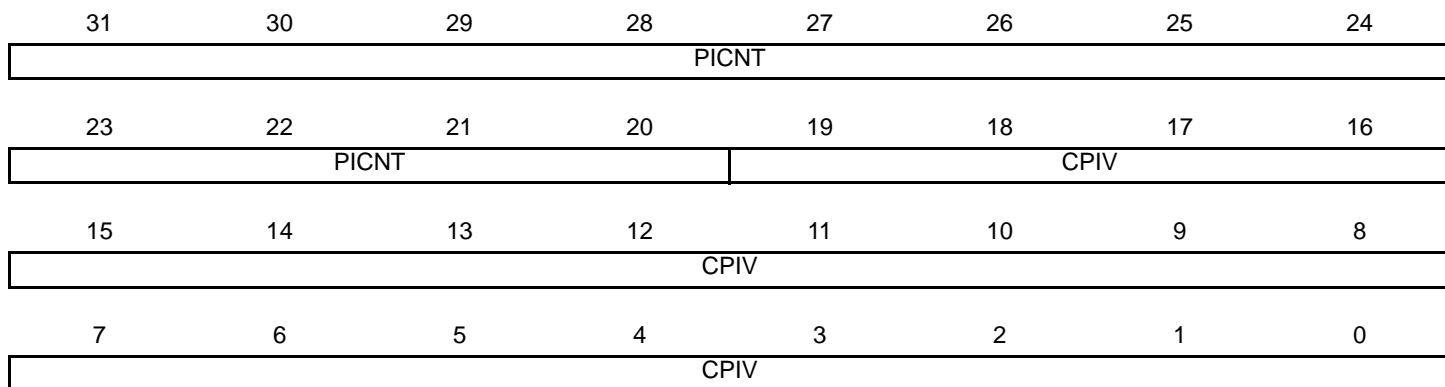 31 30 29 28 27 26 25 24
PICNT
23 22 21 20 19 18 17 16
PICNT CPIV
15 14 13 12 11 10 9 8
CPIV
7 6 5 4 3 2 1 0
CPIV